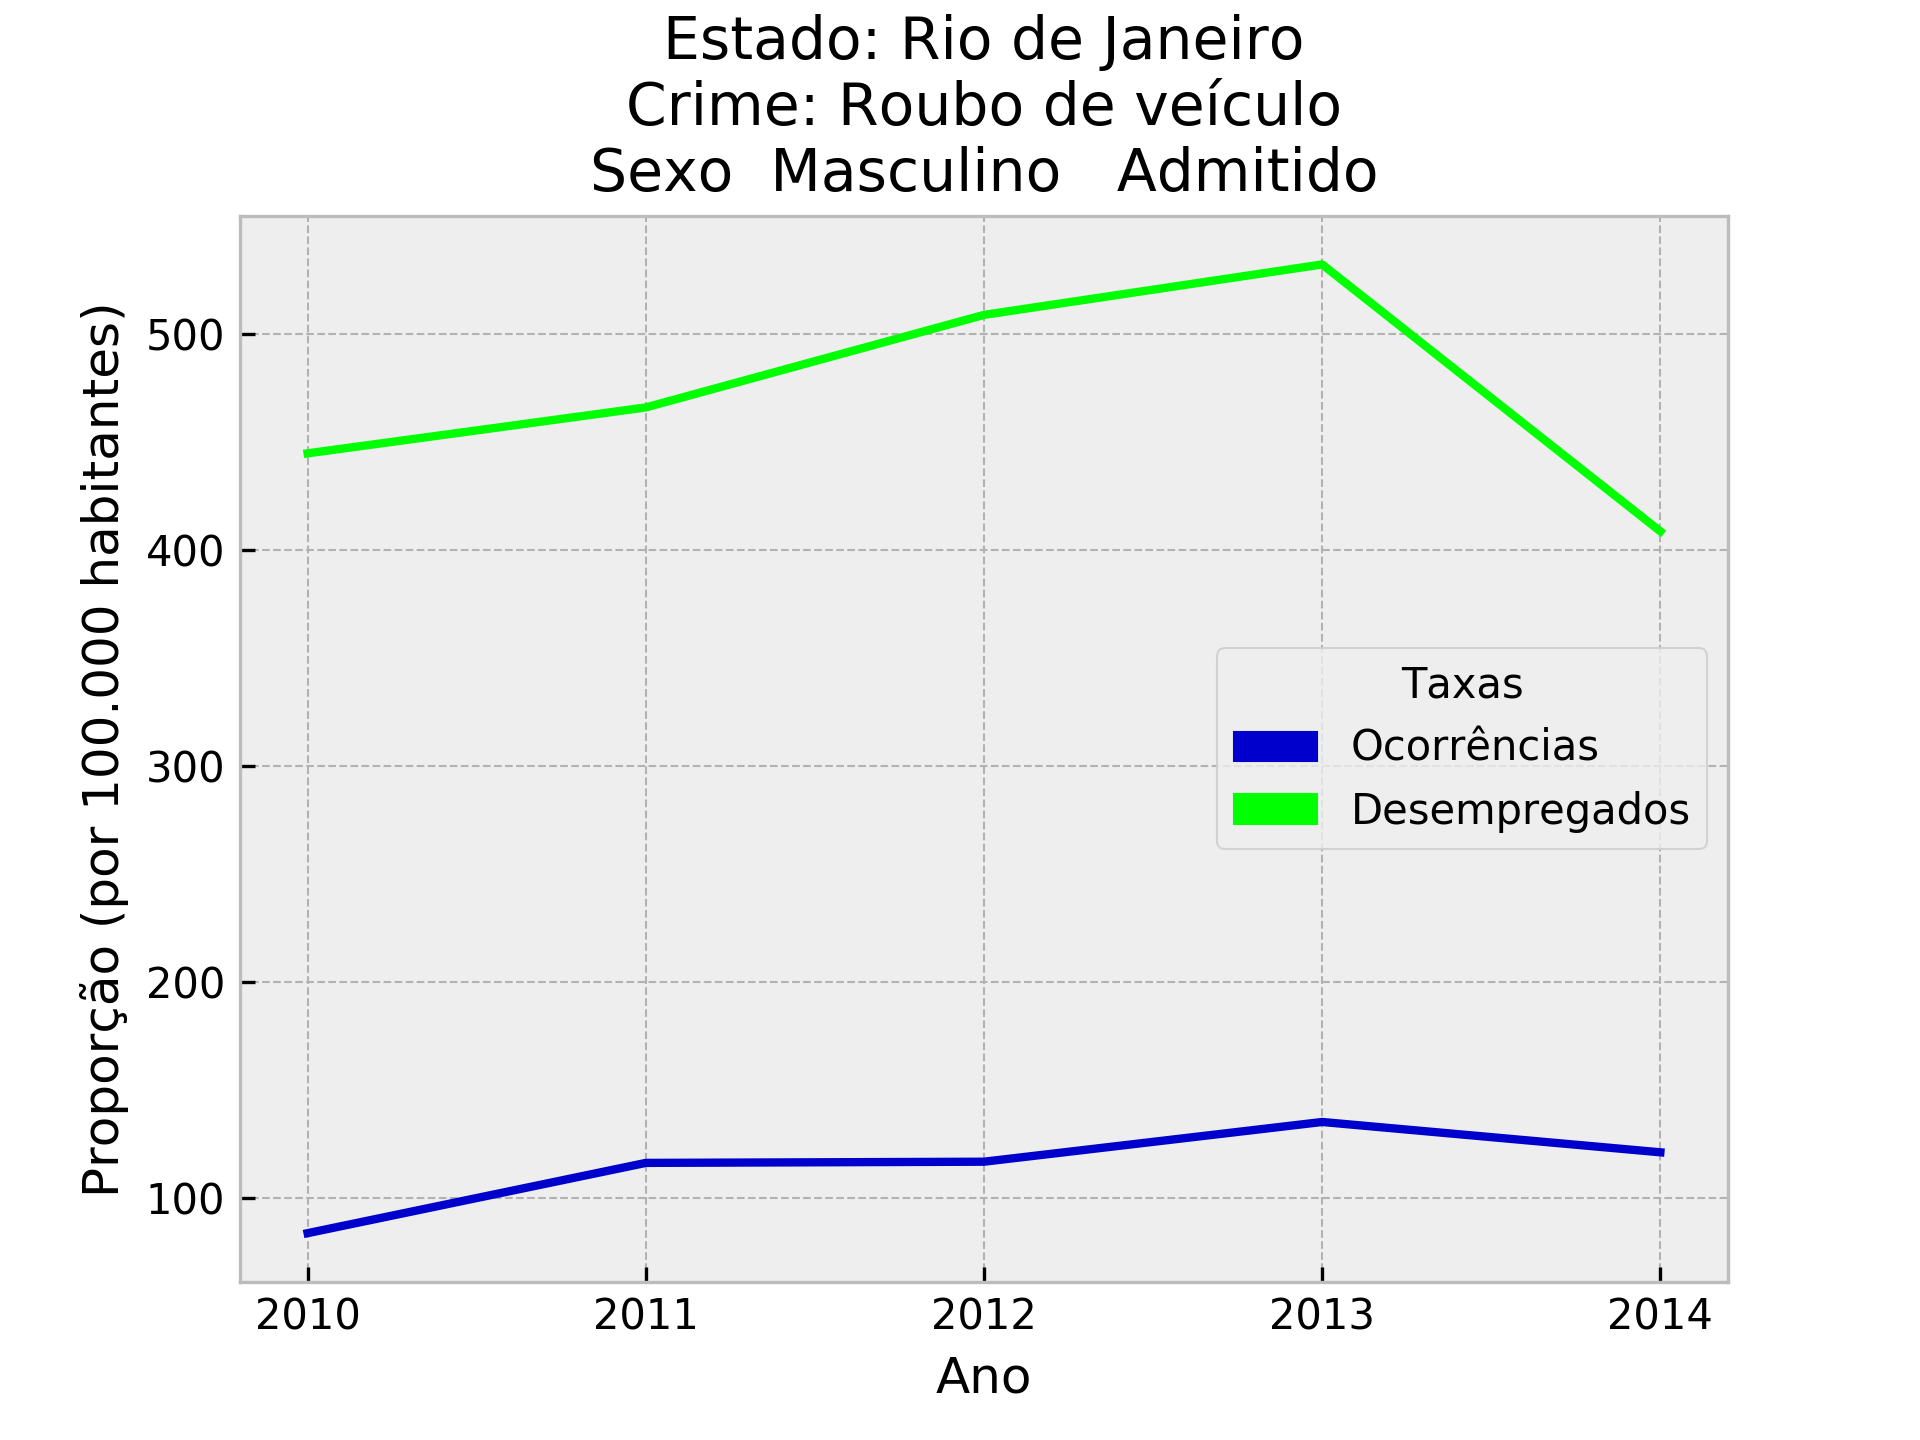 Estado: Rio de Janeiro
Crime: Roubo de veículo
Sexo  Masculino   Admitido
Proporção (por 100.000 habitantes)
500
400
300
200
100
Taxas
Ocorrências
Desempregados
2010 2011 2012 2013 2014
Ano